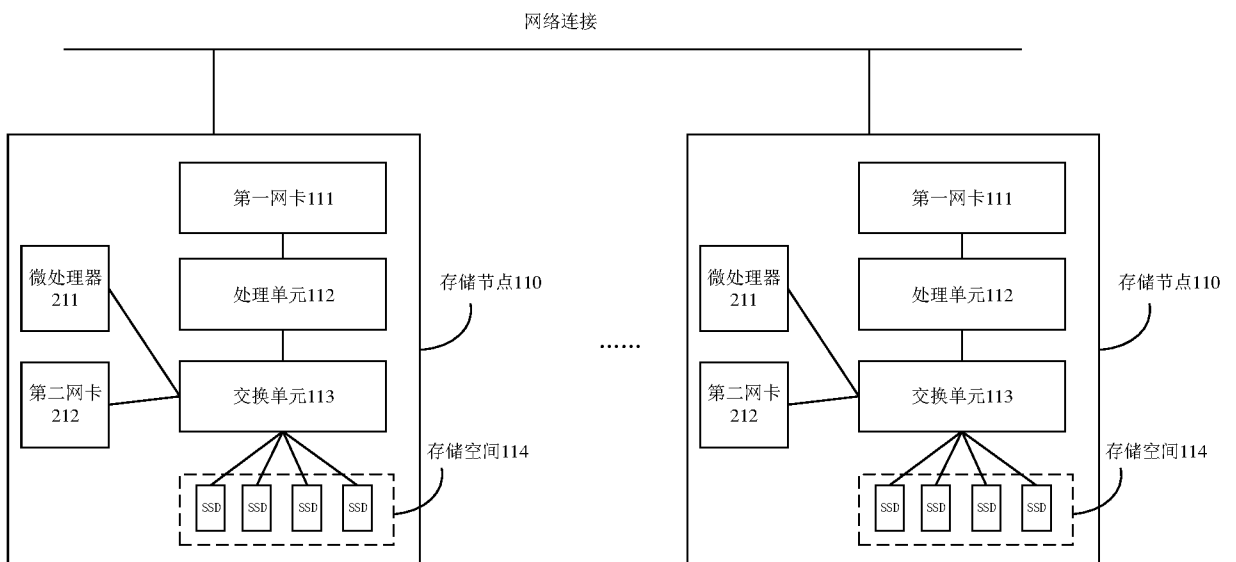 网络连接
第一网卡111
微处理器
211
处理单元112
存储节点110
第二网卡
212
交换单元113
存储空间114
SSD
SSD
SSD
SSD
……
第一网卡111
微处理器
211
处理单元112
存储节点110
第二网卡
212
交换单元113
存储空间114
SSD
SSD
SSD
SSD